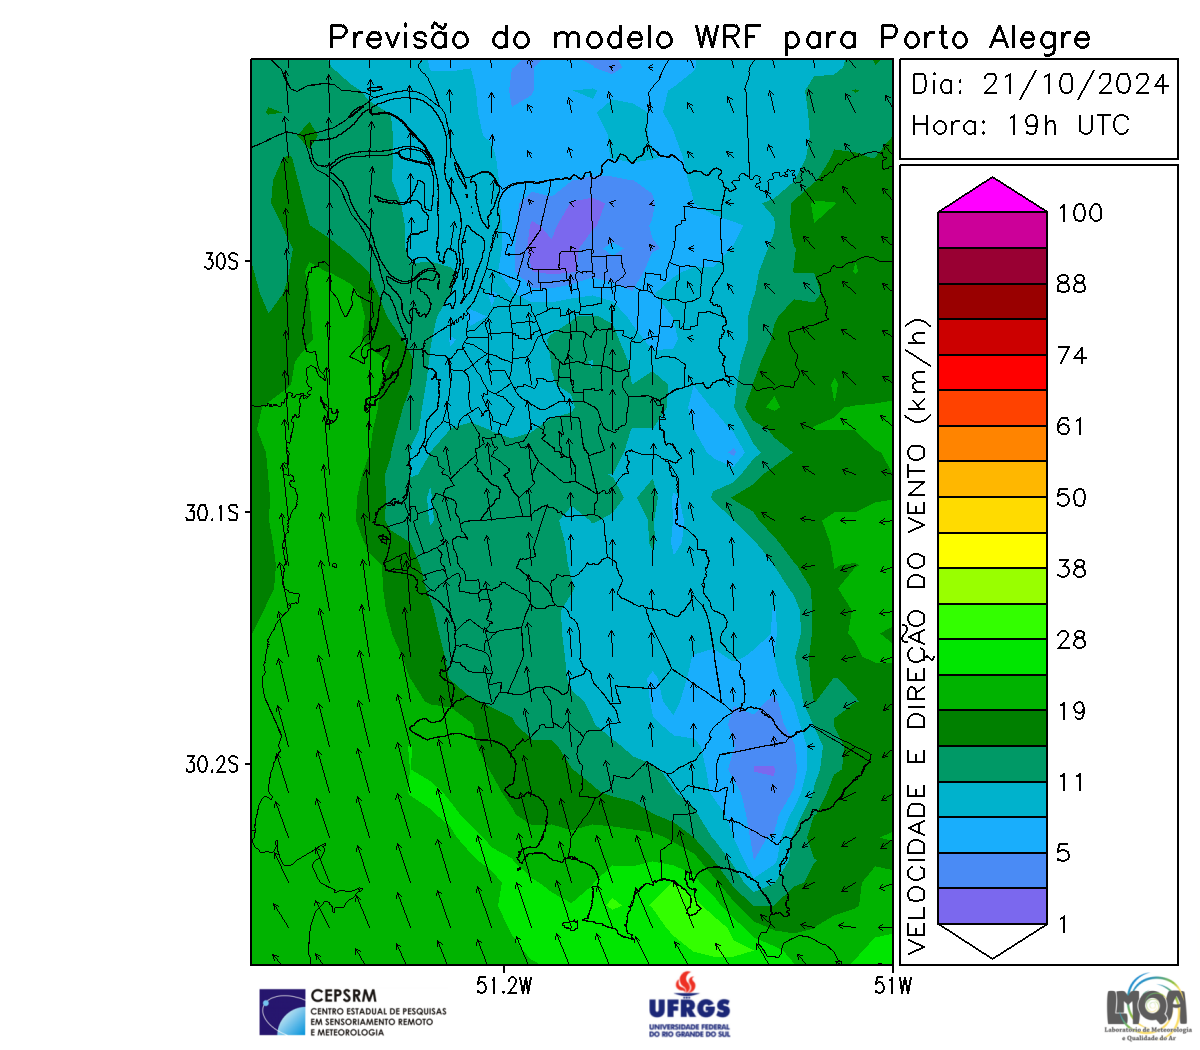 Previsão do modelo WRF para Porto Alegre
Dia: 21/10/2024
Hora: 19h UTC
100
88
74
61
50
38
28
19
11
5
1
VELOCIDADE E DIREÇÃO DO VENTO (km/h)
30S
30.1S
30.2S
51.2W
51W
CEPSRM
CENTRO ESTADUAL DE PESQUISAS
EM SENSORIAMENTO REMOTO
E METEOROLOGIA
UFRGS
UNIVERSIDADE FEDERAL
DO RIO GRANDE DO SUL
LMQA
Laboratório de Meteorologia
e Qualidade do Ar